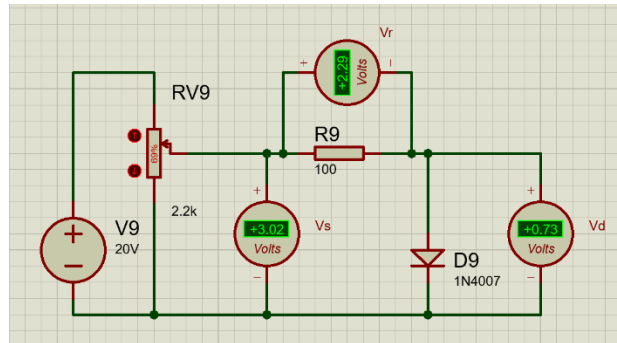 Vr
+ −
+2.29
Volts
RV9
69%
2.2k
R9
100
V9
20V
+
−
+
+3.02
Volts
Vs
−
D9
1N4007
+
+0.73
Volts
Vd
−